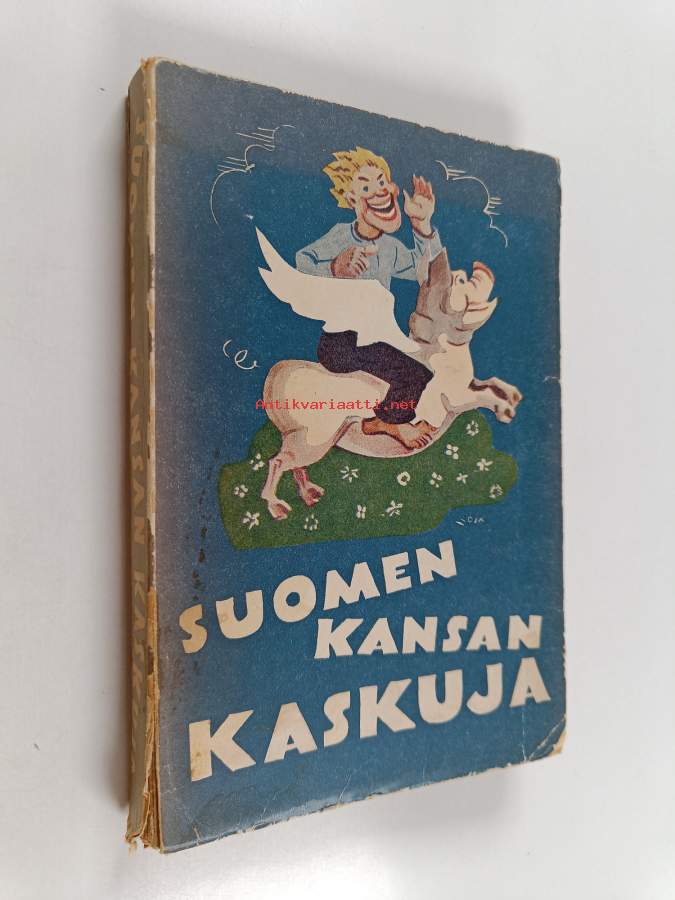 Antikvariaatti.net
SUOMEN
KANSAN
KASKUJA